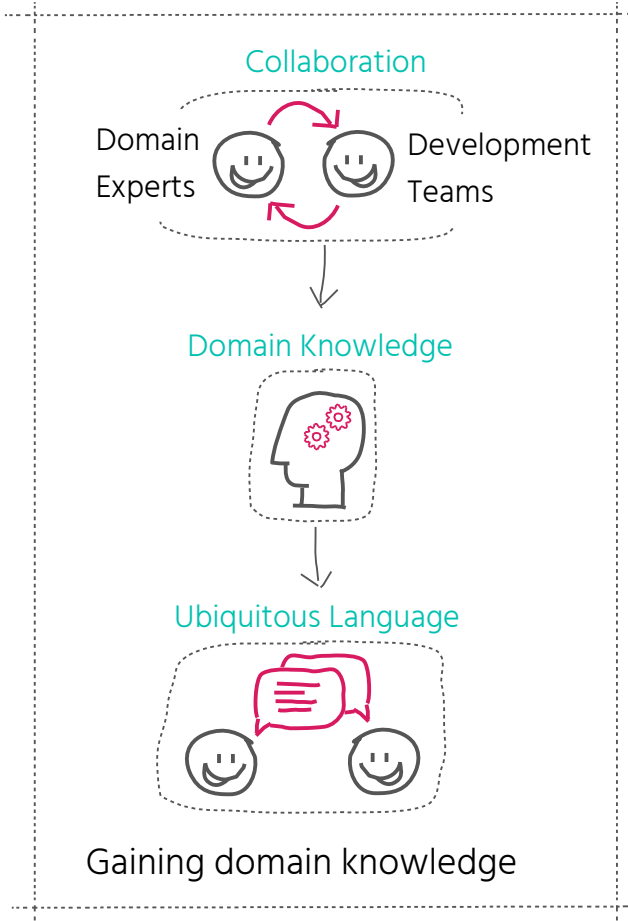 Collaboration
Domain
Experts
Development
Teams
Domain Knowledge
Ubiquitous Language
Gaining domain knowledge